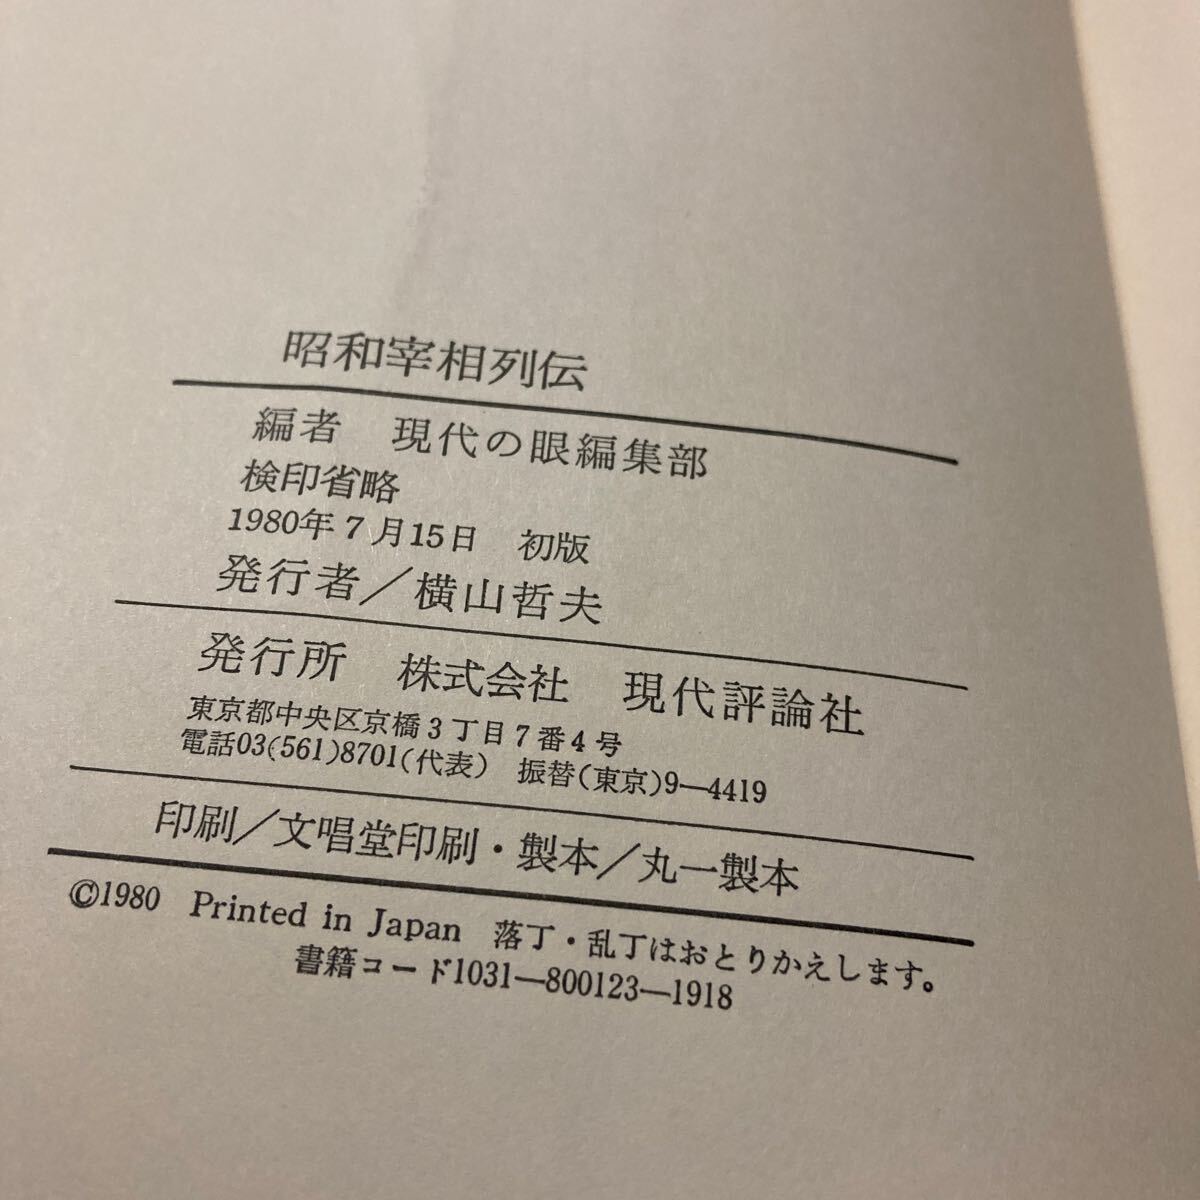 昭和宰相列伝
編者　現代の眼編集部
検印省略
1980年7月15日　初版
発行者／横山哲夫
発行所　株式会社　現代評論社
東京都中央区京橋3丁目7番4号
電話03(561)8701(代表)　振替(東京)9—4419
印刷／文唱堂印刷・製本／丸一製本
©1980　Printed in Japan　落丁・乱丁はおとりかえします。
書籍コード1031—800123—1918